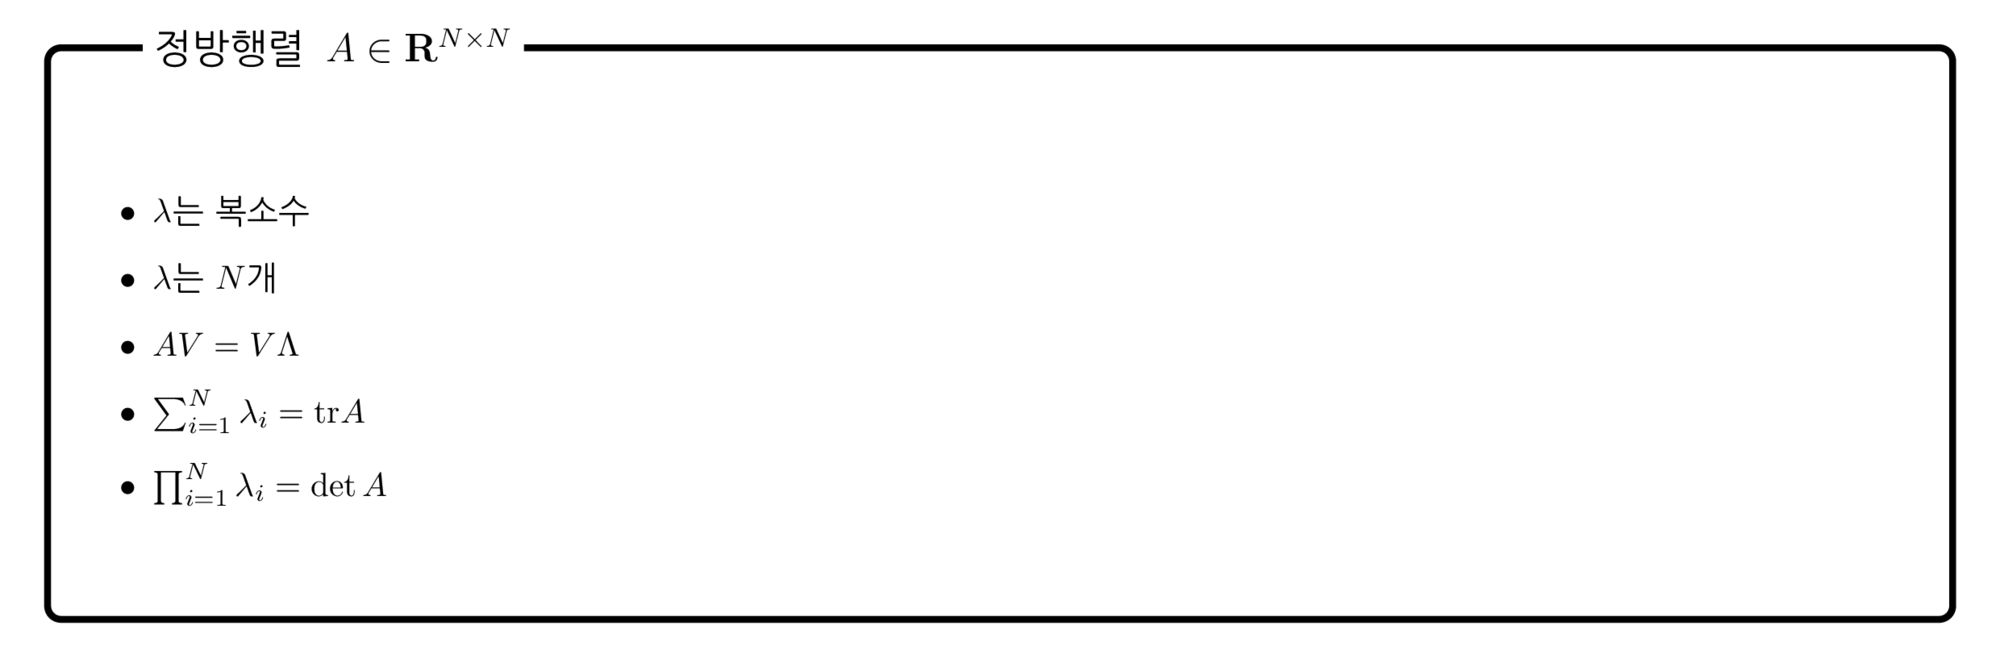 정방행렬 $A \in \mathbf{R}^{N \times N}$
• $\lambda$는 복소수
• $\lambda$는 $N$개
• $AV = V\Lambda$
• $\sum_{i=1}^{N} \lambda_i = \mathrm{tr} A$
• $\prod_{i=1}^{N} \lambda_i = \det A$